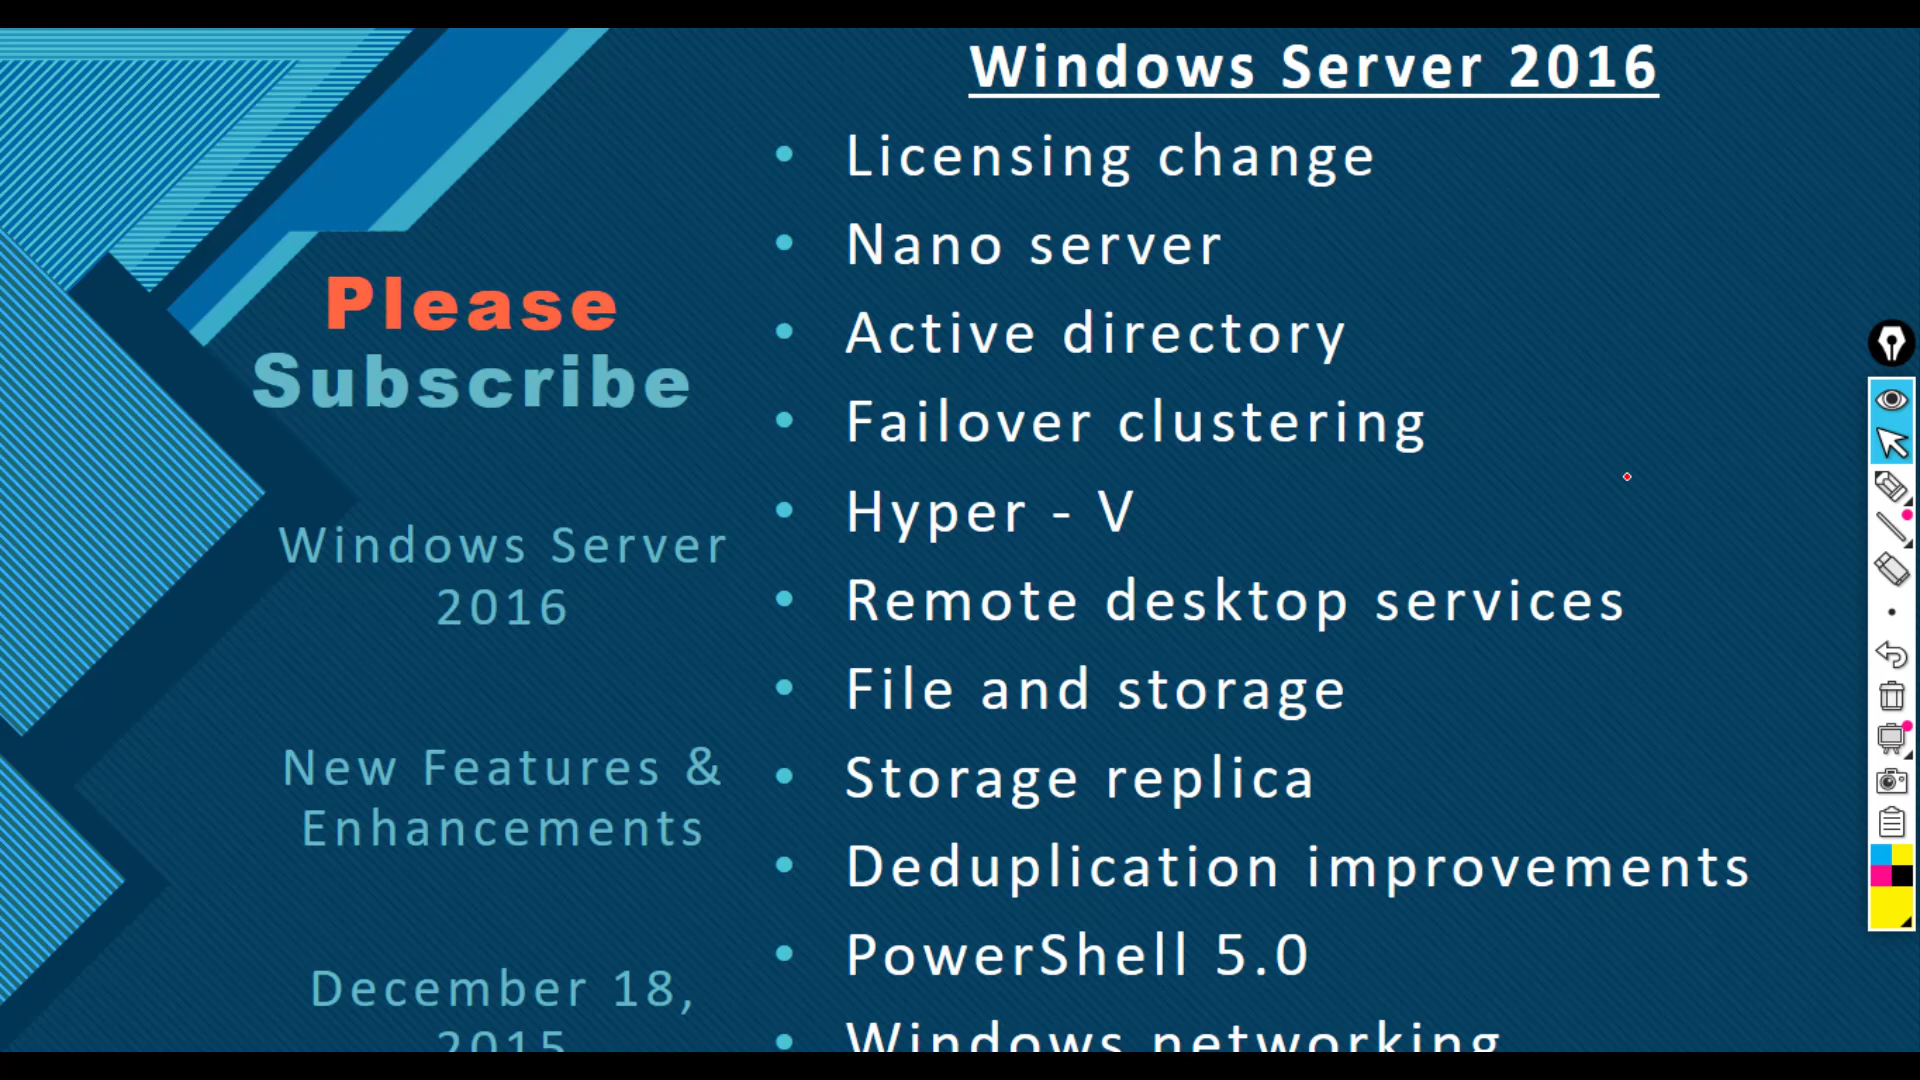 Windows Server 2016
• Licensing change
• Nano server
• Active directory
• Failover clustering
• Hyper - V
• Remote desktop services
• File and storage
• Storage replica
• Deduplication improvements
• PowerShell 5.0
• Windows networking
Please
Subscribe
Windows Server
2016
New Features &
Enhancements
December 18,
2015